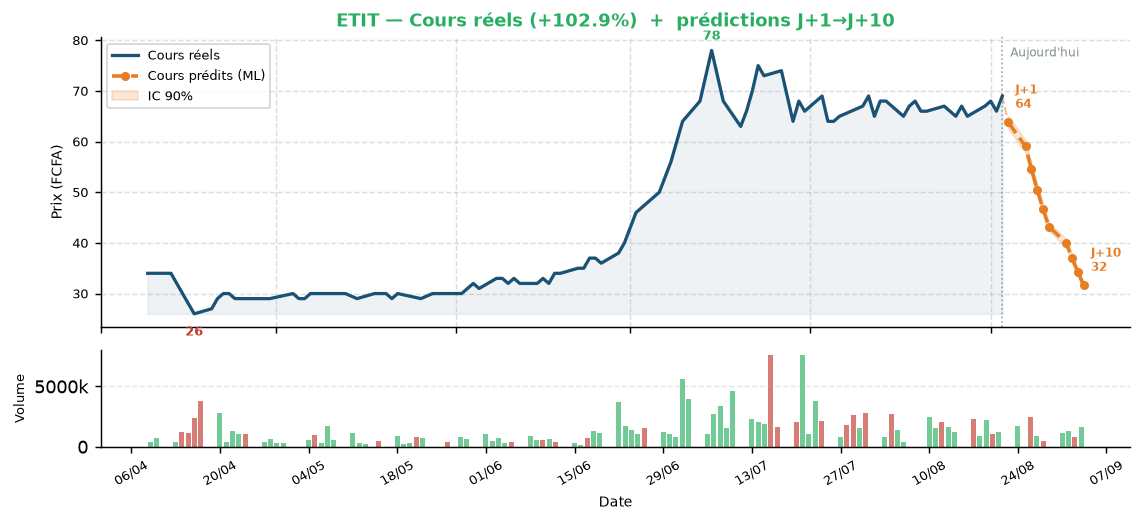 ETIT — Cours réels (+102.9%)  +  prédictions J+1→J+10
78
Cours réels
Cours prédits (ML)
IC 90%
Aujourd'hui
J+1
64
J+10
32
26
80
70
60
50
40
30
Prix (FCFA)
5000k
0
Volume
06/04
20/04
04/05
18/05
01/06
15/06
29/06
13/07
27/07
10/08
24/08
07/09
Date